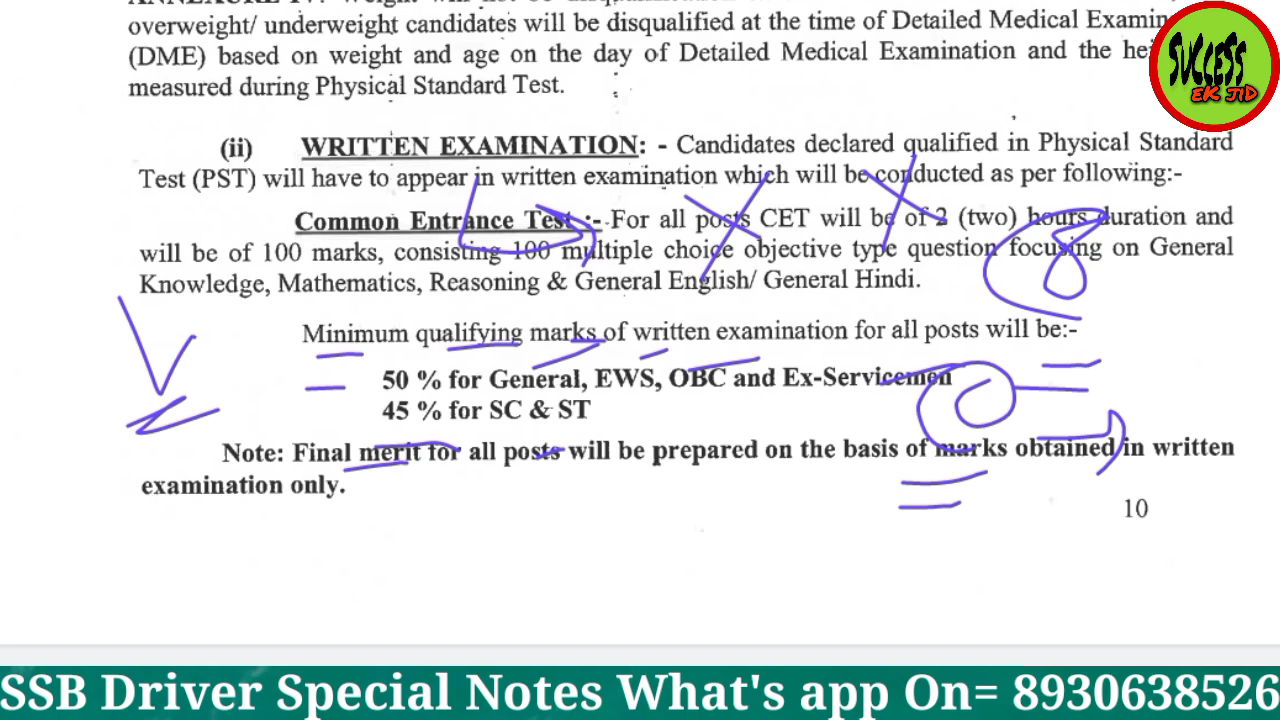 overweight/ underweight candidates will be disqualified at the time of Detailed Medical Examin
(DME) based on weight and age on the day of Detailed Medical Examination and the hei
measured during Physical Standard Test.
SUCCESS
EK JID
(ii) WRITTEN EXAMINATION: - Candidates declared qualified in Physical Standard
Test (PST) will have to appear in written examination which will be conducted as per following:-
Common Entrance Test :- For all posts CET will be of 2 (two) hours duration and
will be of 100 marks, consisting 100 multiple choice objective type question focusing on General
Knowledge, Mathematics, Reasoning & General English/ General Hindi.
8
Minimum qualifying marks of written examination for all posts will be:-
50 % for General, EWS, OBC and Ex-Servicemen
45 % for SC & ST
Note: Final merit for all posts will be prepared on the basis of marks obtained in written
examination only.
10
SSB Driver Special Notes What's app On= 8930638526